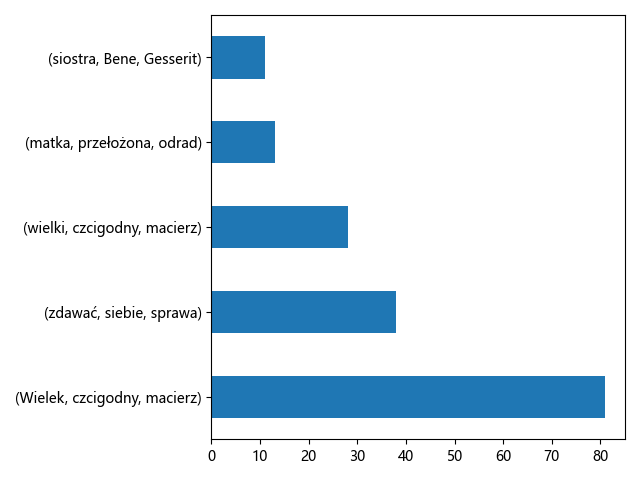 (siostra, Bene, Gesserit)
(matka, przełożona, odrad)
(wielki, czcigodny, macierz)
(zdawać, siebie, sprawa)
(Wielek, czcigodny, macierz)
0 10 20 30 40 50 60 70 80